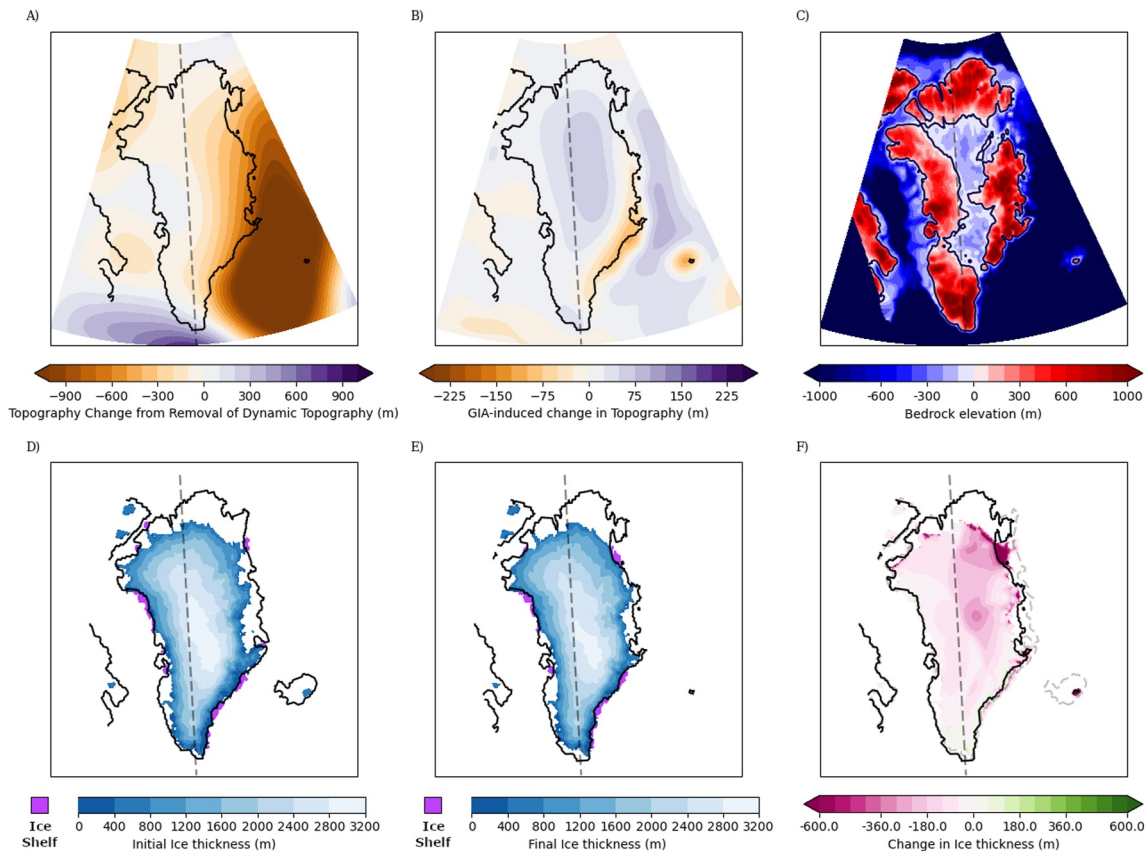 A)
B)
C)
−900 −600 −300 0 300 600 900
Topography Change from Removal of Dynamic Topography (m)
−225 −150 −75 0 75 150 225
GIA-induced change in Topography (m)
-1000 -600 -300 0 300 600 1000
Bedrock elevation (m)
D)
E)
F)
Ice
Shelf
0 400 800 1200 1600 2000 2400 2800 3200
Initial Ice thickness (m)
Ice
Shelf
0 400 800 1200 1600 2000 2400 2800 3200
Final Ice thickness (m)
-600.0 -360.0 -180.0 0.0 180.0 360.0 600.0
Change in Ice thickness (m)